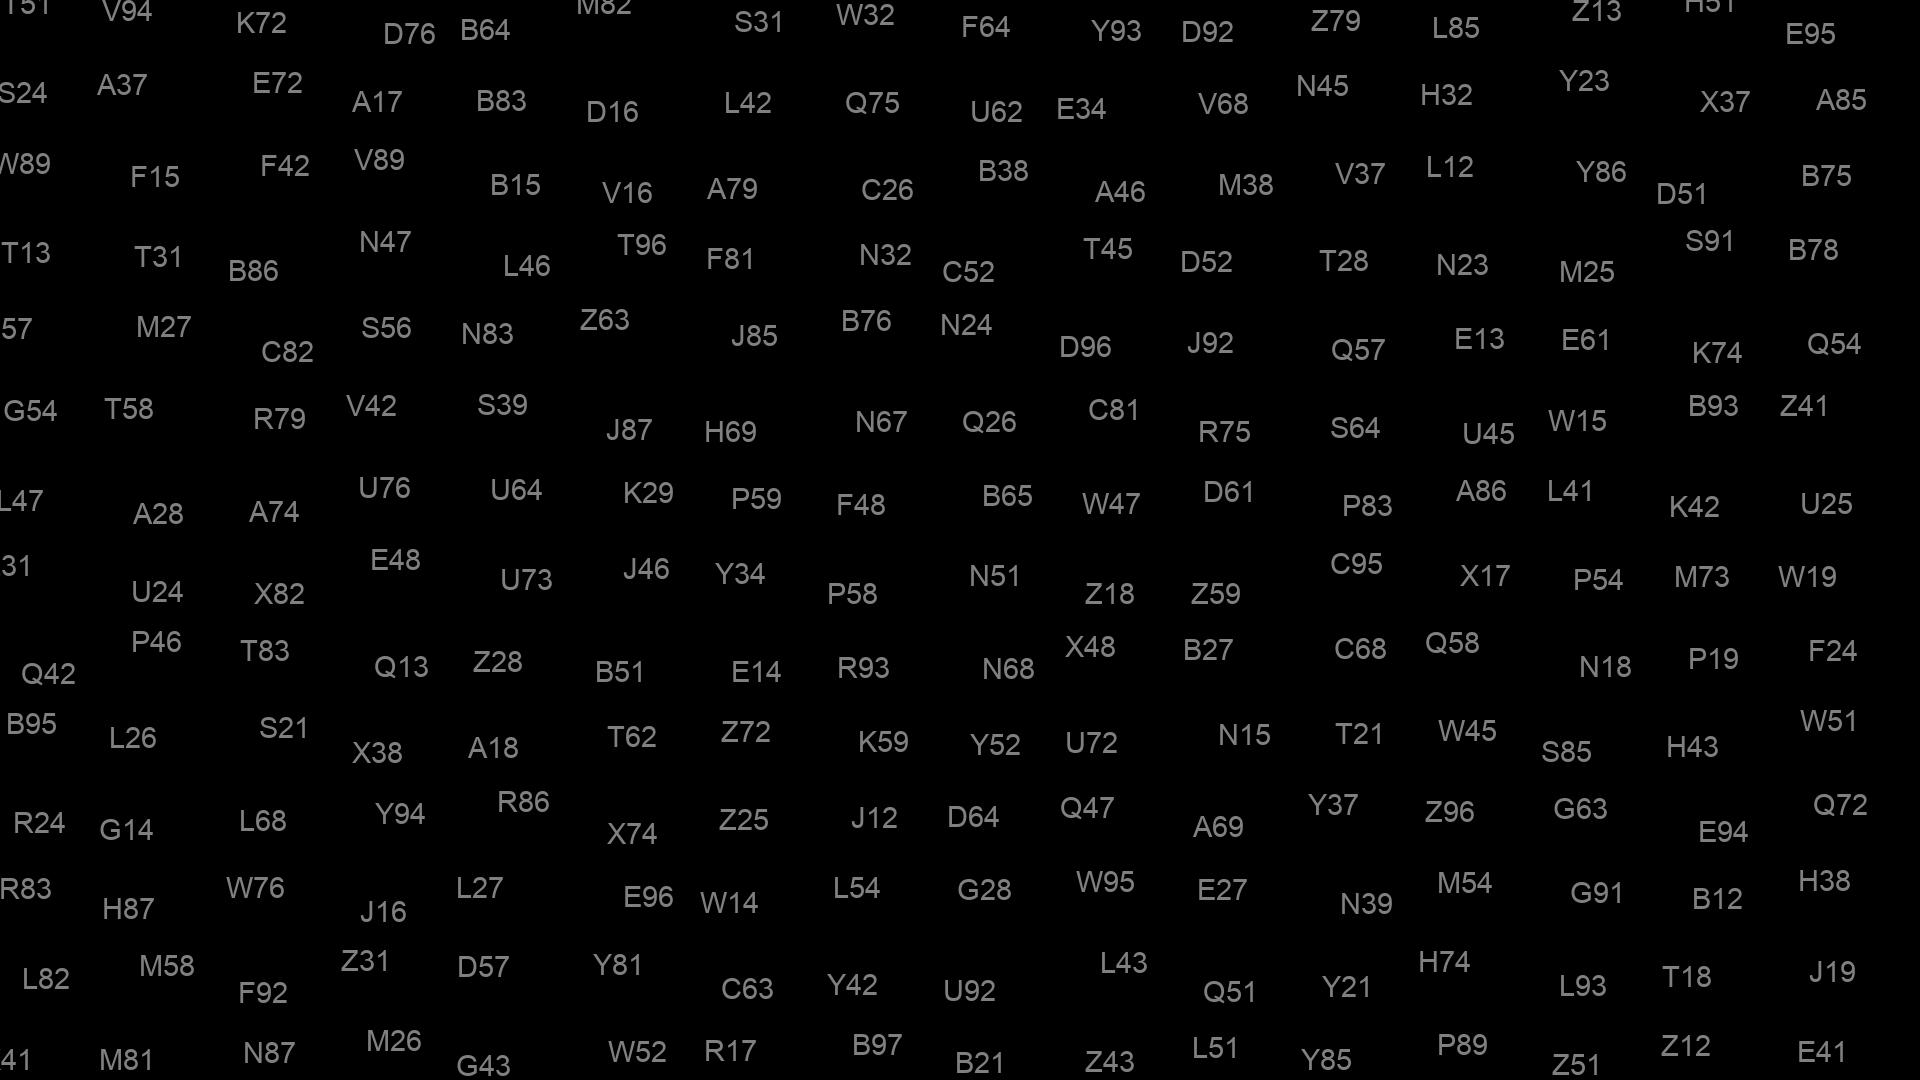 T51 V94 K72 D76 B64 M82 S31 W32 F64 Y93 D92 Z79 L85 Z13 H51 E95
S24 A37 E72 A17 B83 D16 L42 Q75 U62 E34 V68 N45 H32 Y23 X37 A85
W89 F15 F42 V89 B15 V16 A79 C26 B38 A46 M38 V37 L12 Y86 D51 B75
T13 T31 B86 N47 L46 T96 F81 N32 C52 T45 D52 T28 N23 M25 S91 B78
57 M27 C82 S56 N83 Z63 J85 B76 N24 D96 J92 Q57 E13 E61 K74 Q54
G54 T58 R79 V42 S39 J87 H69 N67 Q26 C81 R75 S64 U45 W15 B93 Z41
L47 A28 A74 U76 U64 K29 P59 F48 B65 W47 D61 P83 A86 L41 K42 U25
31 U24 X82 E48 U73 J46 Y34 P58 N51 Z18 Z59 C95 X17 P54 M73 W19
Q42 P46 T83 Q13 Z28 B51 E14 R93 N68 X48 B27 C68 Q58 N18 P19 F24
B95 L26 S21 X38 A18 T62 Z72 K59 Y52 U72 N15 T21 W45 S85 H43 W51
R24 G14 L68 Y94 R86 X74 Z25 J12 D64 Q47 A69 Y37 Z96 G63 E94 Q72
R83 H87 W76 J16 L27 E96 W14 L54 G28 W95 E27 N39 M54 G91 B12 H38
L82 M58 F92 Z31 D57 Y81 C63 Y42 U92 L43 Q51 Y21 H74 L93 T18 J19
41 M81 N87 M26 G43 W52 R17 B97 B21 Z43 L51 Y85 P89 Z51 Z12 E41